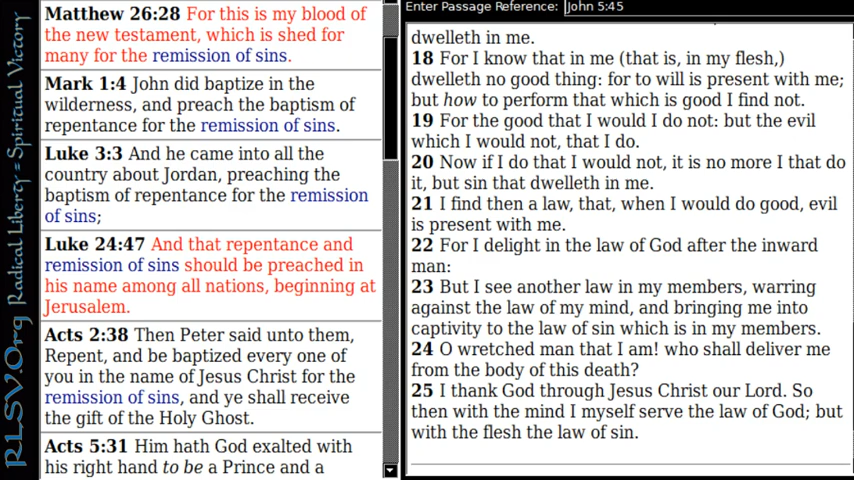 RLSV.Org Radical Liberty = Spiritual Victory
Matthew 26:28 For this is my blood of
the new testament, which is shed for
many for the remission of sins.
Mark 1:4 John did baptize in the
wilderness, and preach the baptism of
repentance for the remission of sins.
Luke 3:3 And he came into all the
country about Jordan, preaching the
baptism of repentance for the remission
of sins;
Luke 24:47 And that repentance and
remission of sins should be preached in
his name among all nations, beginning at
Jerusalem.
Acts 2:38 Then Peter said unto them,
Repent, and be baptized every one of
you in the name of Jesus Christ for the
remission of sins, and ye shall receive
the gift of the Holy Ghost.
Acts 5:31 Him hath God exalted with
his right hand to be a Prince and a
Enter Passage Reference: John 5:45
dwelleth in me.
18 For I know that in me (that is, in my flesh,)
dwelleth no good thing: for to will is present with me;
but how to perform that which is good I find not.
19 For the good that I would I do not: but the evil
which I would not, that I do.
20 Now if I do that I would not, it is no more I that do
it, but sin that dwelleth in me.
21 I find then a law, that, when I would do good, evil
is present with me.
22 For I delight in the law of God after the inward
man:
23 But I see another law in my members, warring
against the law of my mind, and bringing me into
captivity to the law of sin which is in my members.
24 O wretched man that I am! who shall deliver me
from the body of this death?
25 I thank God through Jesus Christ our Lord. So
then with the mind I myself serve the law of God; but
with the flesh the law of sin.